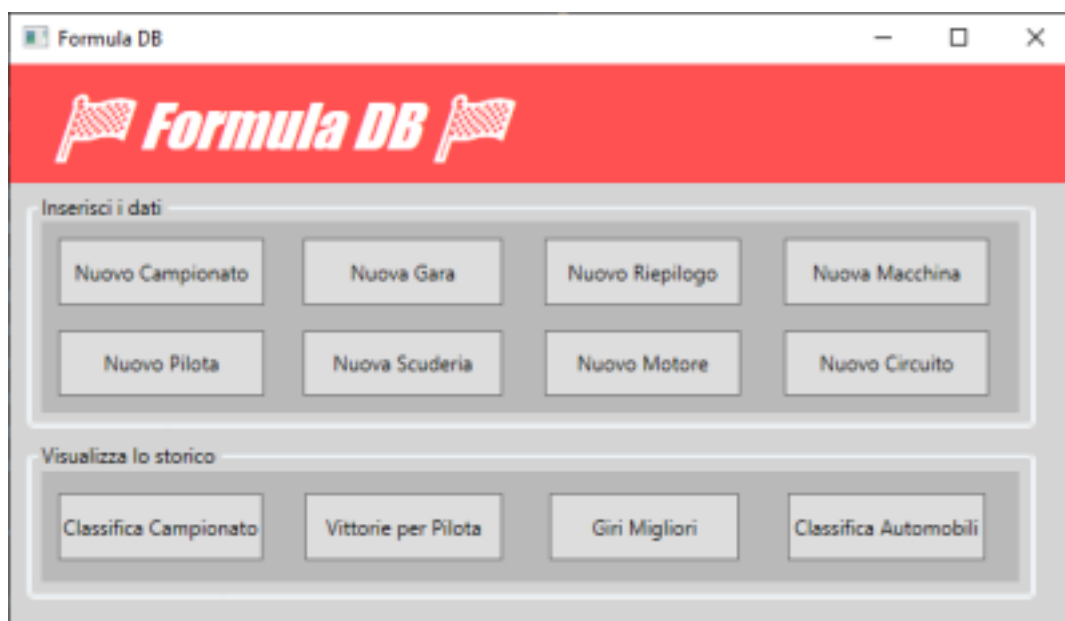 Formula DB
Formula DB
Inserisci i dati
Nuovo Campionato Nuova Gara Nuovo Riepilogo Nuova Macchina
Nuovo Pilota Nuova Scuderia Nuovo Motore Nuovo Circuito
Visualizza lo storico
Classifica Campionato Vittorie per Pilota Giri Migliori Classifica Automobili